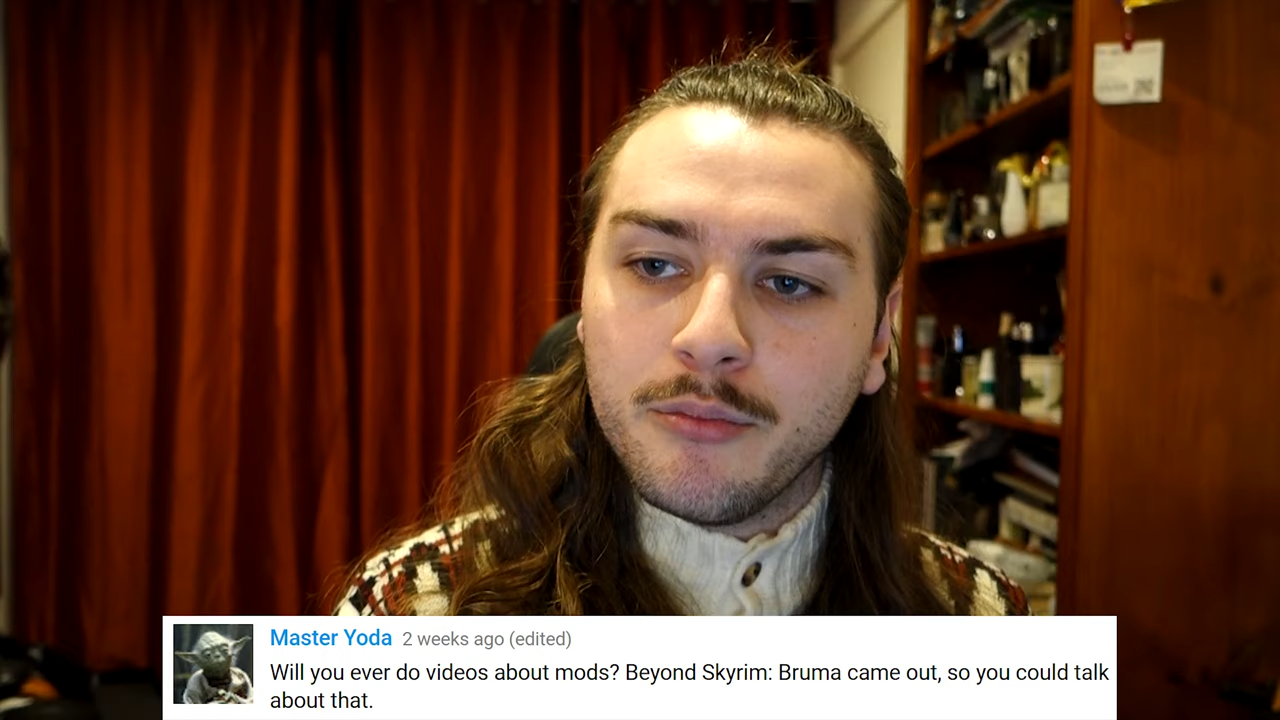 Master Yoda 2 weeks ago (edited)
Will you ever do videos about mods? Beyond Skyrim: Bruma came out, so you could talk
about that.